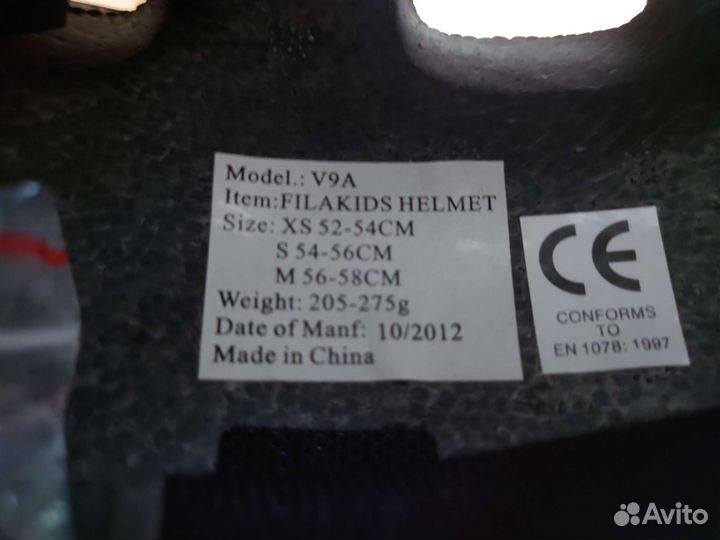 Model.: V9A
Item:FILAKIDS HELMET
Size: XS 52-54CM
S 54-56CM
M 56-58CM
Weight: 205-275g
Date of Manf: 10/2012
Made in China
CE
CONFORMS
TO
EN 1078: 1997
Avito